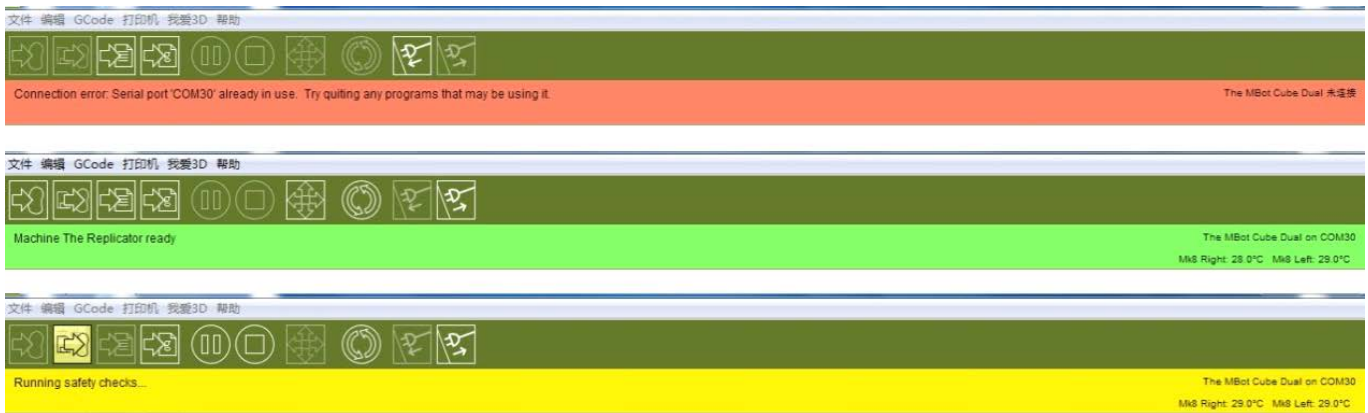 文件 编辑 GCode 打印机 我爱3D 帮助
Connection error: Serial port 'COM30' already in use. Try quiting any programs that may be using it.
The MBot Cube Dual 未连接
文件 编辑 GCode 打印机 我爱3D 帮助
Machine The Replicator ready
The MBot Cube Dual on COM30
Mk8 Right: 28.0°C Mk8 Left: 29.0°C
文件 编辑 GCode 打印机 我爱3D 帮助
Running safety checks...
The MBot Cube Dual on COM30
Mk8 Right: 29.0°C Mk8 Left: 29.0°C